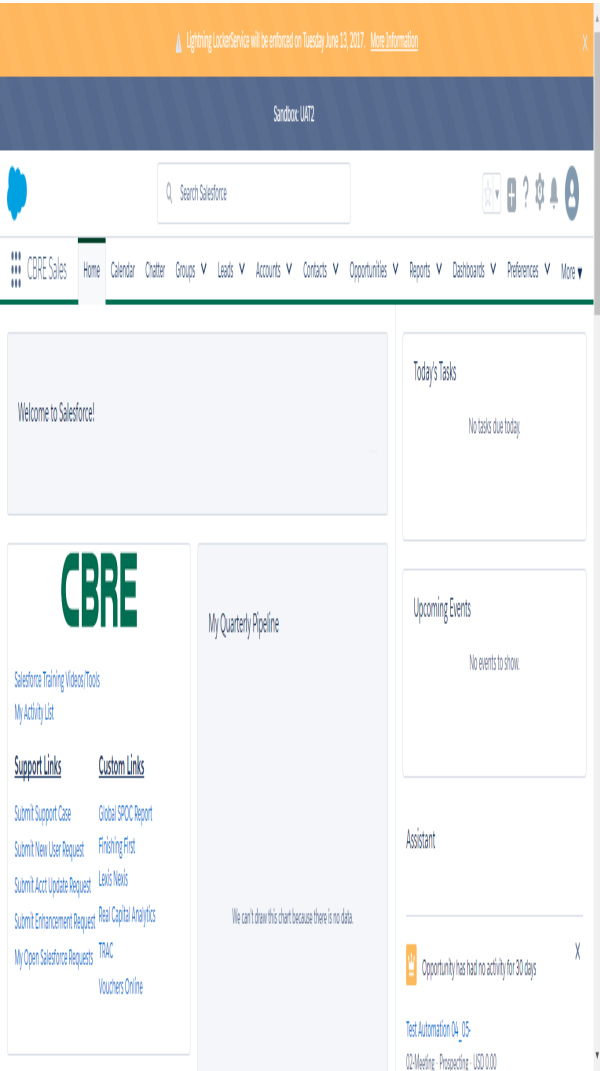 Lightning LockerService will be enforced on Tuesday June 13, 2017. More Information
Sandbox: UAT2
Search Salesforce
CBRE Sales Home Calendar Chatter Groups Leads Accounts Contacts Opportunities Reports Dashboards Preferences More
Welcome to Salesforce!
Today's Tasks
No tasks due today.
CBRE
Salesforce Training Videos/Tools
My Activity List
Support Links Custom Links
Submit Support Case Global SPOC Report
Submit New User Request Finishing First
Submit Acct Update Request Lexis Nexis
Submit Enhancement Request Real Capital Analytics
My Open Salesforce Requests TRAC
Vouchers Online
My Quarterly Pipeline
We can't draw this chart because there is no data.
Upcoming Events
No events to show.
Assistant
Opportunity has had no activity for 30 days
Test Automation 04_05-
02-Meeting - Prospecting - USD 0.00